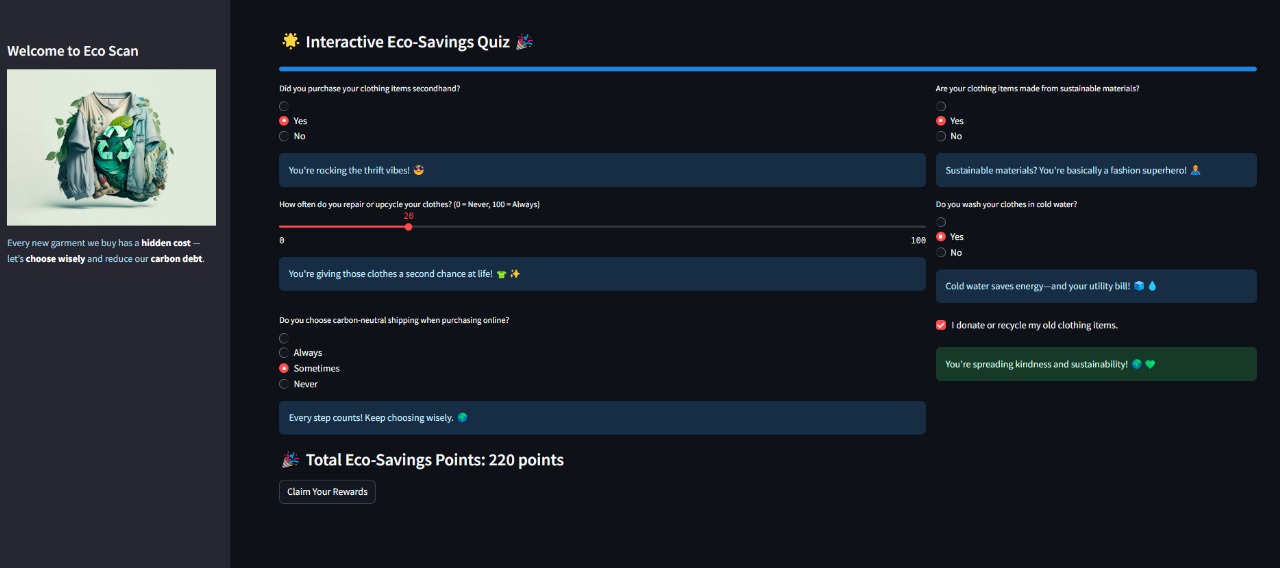 Welcome to Eco Scan
Every new garment we buy has a hidden cost —
let's choose wisely and reduce our carbon debt.
🌟 Interactive Eco-Savings Quiz 🎉
Did you purchase your clothing items secondhand?
Yes
No
You're rocking the thrift vibes! 😎
How often do you repair or upcycle your clothes? (0 = Never, 100 = Always)
20
0
100
You're giving those clothes a second chance at life! 👕 ✨
Do you choose carbon-neutral shipping when purchasing online?
Always
Sometimes
Never
Every step counts! Keep choosing wisely. 🌍
Are your clothing items made from sustainable materials?
Yes
No
Sustainable materials? You're basically a fashion superhero! 🦸‍♂️
Do you wash your clothes in cold water?
Yes
No
Cold water saves energy—and your utility bill! 🧊 💧
I donate or recycle my old clothing items.
You're spreading kindness and sustainability! 🌍 💚
🎉 Total Eco-Savings Points: 220 points
Claim Your Rewards